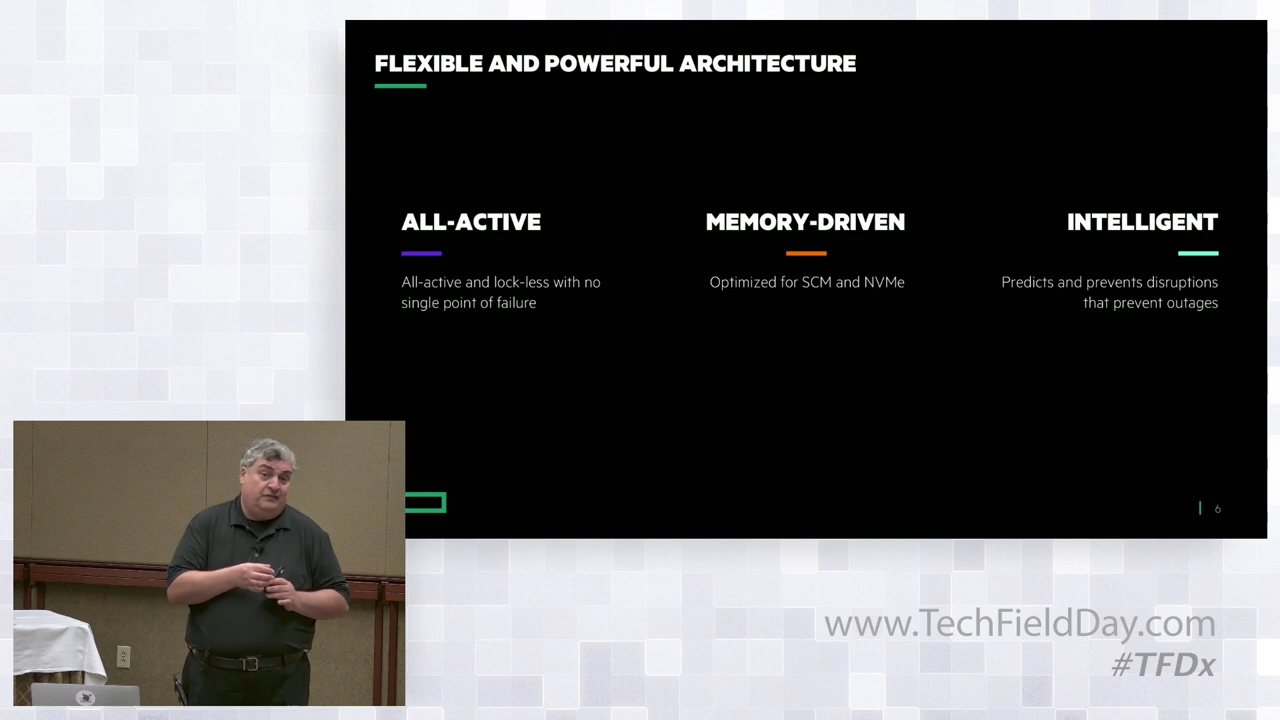 FLEXIBLE AND POWERFUL ARCHITECTURE
ALL-ACTIVE
All-active and lock-less with no
single point of failure
MEMORY-DRIVEN
Optimized for SCM and NVMe
INTELLIGENT
Predicts and prevents disruptions
that prevent outages
6
www.TechFieldDay.com
#TFDx